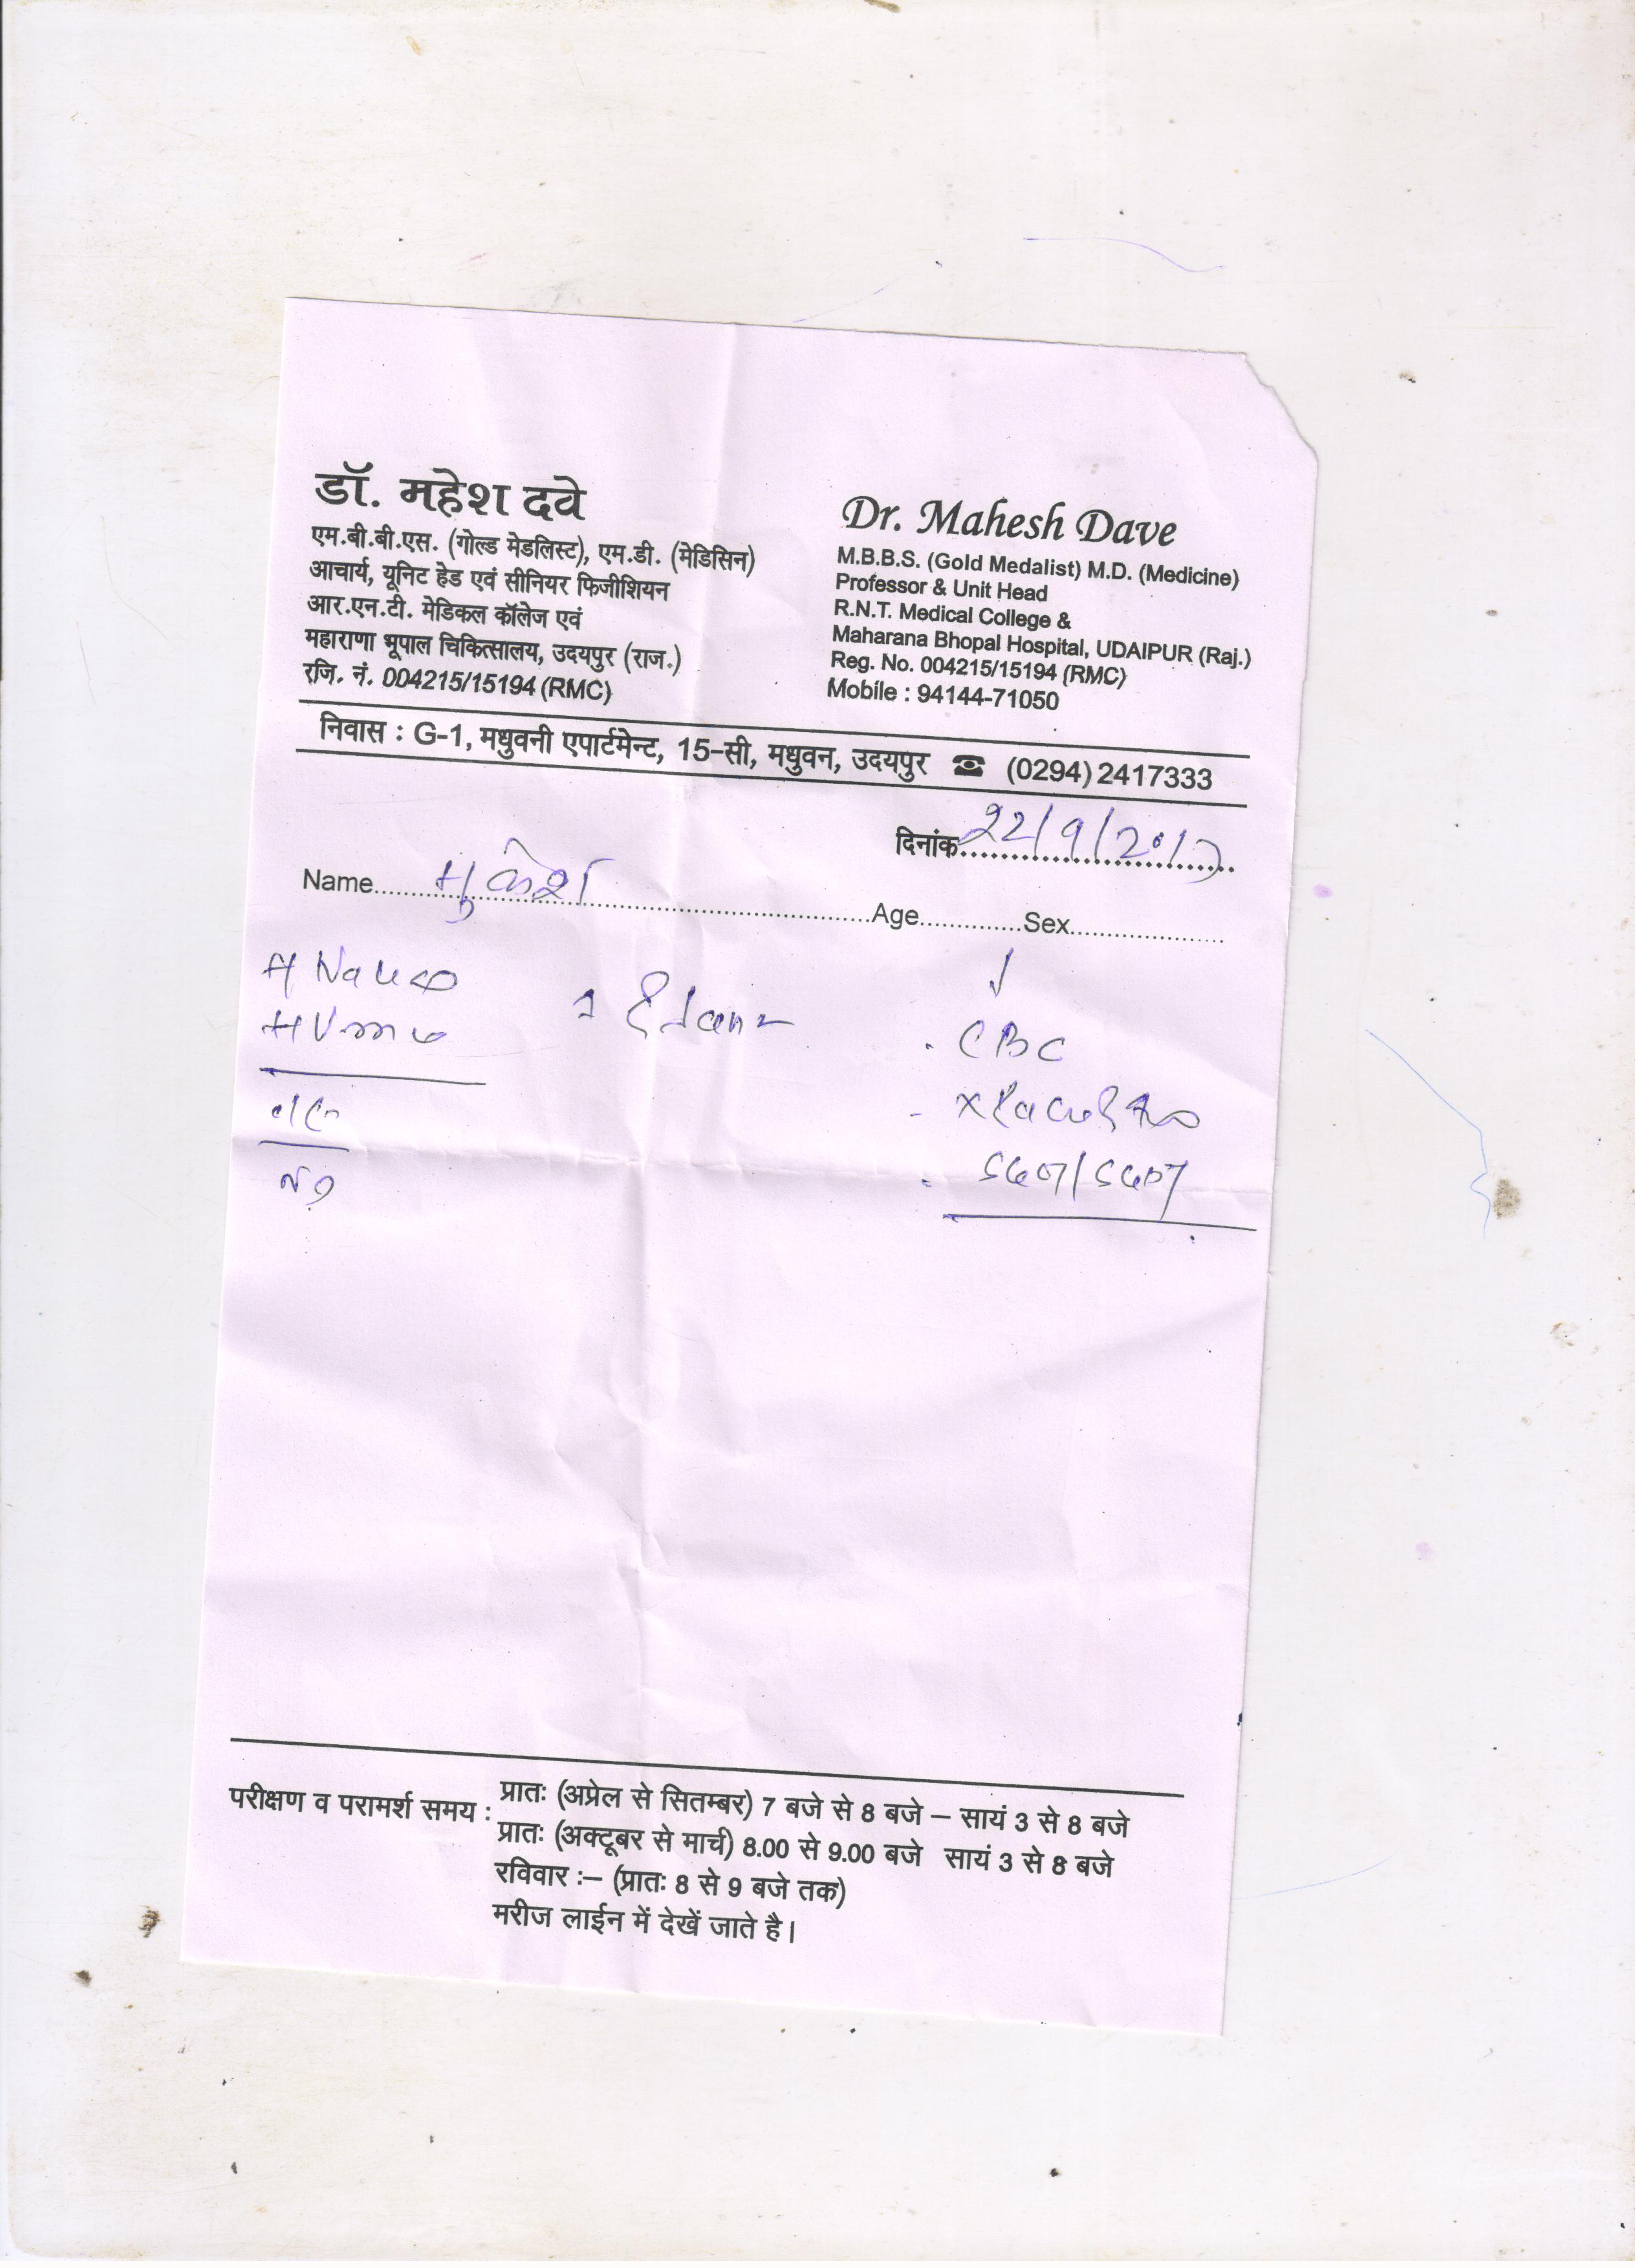 डॉ. महेश दवे
एम.बी.बी.एस. (गोल्ड मेडलिस्ट), एम.डी. (मेडिसिन)
आचार्य, यूनिट हेड एवं सीनियर फिजीशियन
आर.एन.टी. मेडिकल कॉलेज एवं
महाराणा भूपाल चिकित्सालय, उदयपुर (राज.)
रजि. नं. 004215/15194 (RMC)
Dr. Mahesh Dave
M.B.B.S. (Gold Medalist) M.D. (Medicine)
Professor & Unit Head
R.N.T. Medical College &
Maharana Bhopal Hospital, UDAIPUR (Raj.)
Reg. No. 004215/15194 (RMC)
Mobile : 94144-71050
निवास : G-1, मधुवनी एपार्टमेन्ट, 15-सी, मधुवन, उदयपुर ☎ (0294) 2417333
दिनांक 22/9/
Name मुकेश Age Sex
CBC
परीक्षण व परामर्श समय : प्रातः (अप्रेल से सितम्बर) 7 बजे से 8 बजे – सायं 3 से 8 बजे
प्रातः (अक्टूबर से मार्च) 8.00 से 9.00 बजे सायं 3 से 8 बजे
रविवार :– (प्रातः 8 से 9 बजे तक)
मरीज लाईन में देखें जाते है।